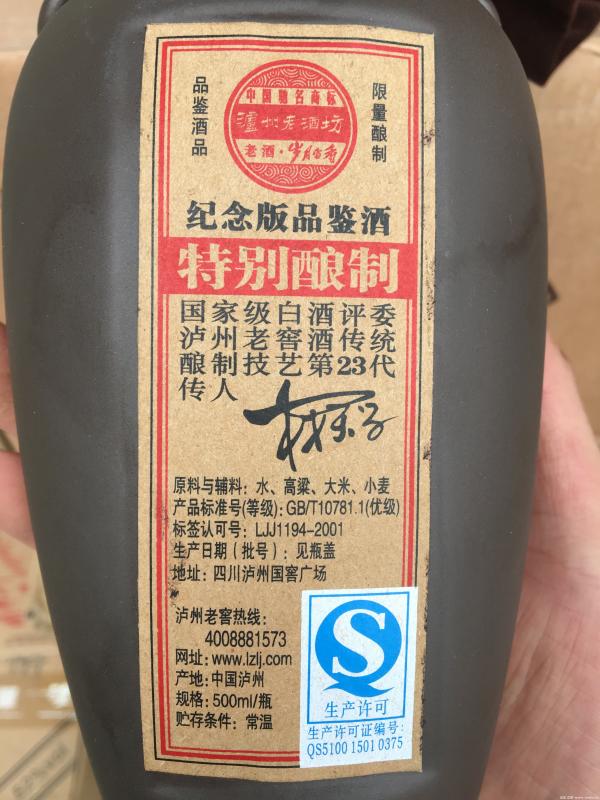 品鉴酒品
限量酿制
中国驰名商标
泸州老酒坊
老酒·岁月留香
纪念版品鉴酒
特别酿制
国家级白酒评委
泸州老窖酒传统
酿制技艺第23代
传人
原料与辅料：水、高粱、大米、小麦
产品标准号(等级)：GB/T10781.1(优级)
标签认可号：LJJ1194-2001
生产日期（批号）：见瓶盖
地址：四川泸州国窖广场
泸州老窖热线：
4008881573
网址：www.lzlj.com
产地：中国泸州
规格：500ml/瓶
贮存条件：常温
生产许可
生产许可证编号：
QS5100 1501 0375